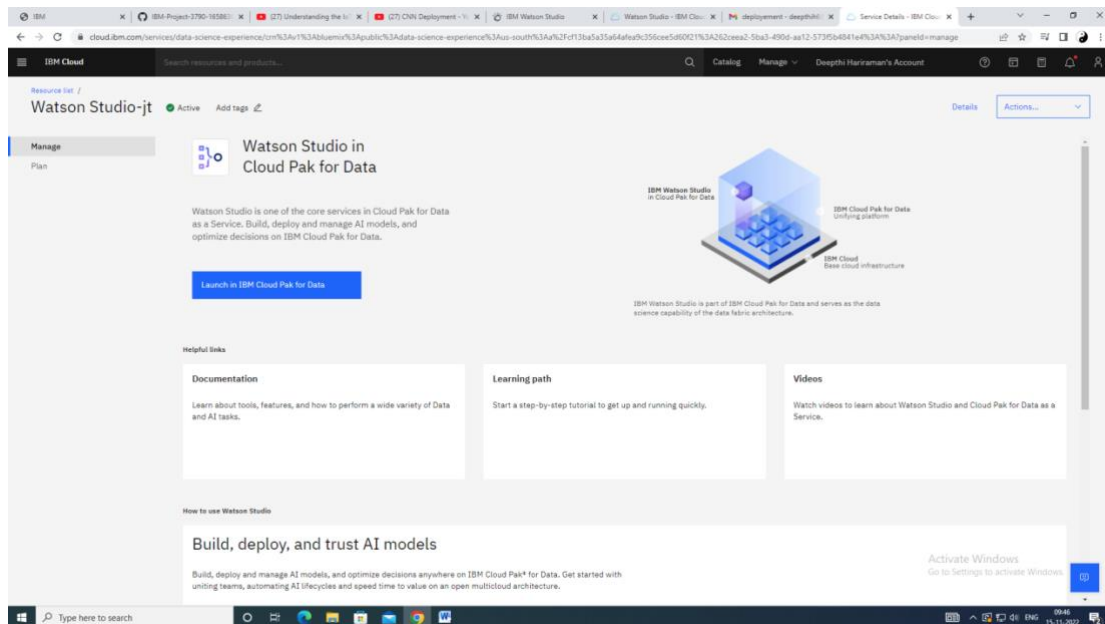 IBM
IBM-Project-3790-16586
(27) Understanding the
(27) CNN Deployment - Y
IBM Watson Studio
Watson Studio - IBM Clou
deployement - deepthihi
Service Details - IBM Clou
IBM Cloud
Search resources and products...
Catalog
Manage
Deepthi Hariraman's Account
Resource list /
Watson Studio-jt
Active
Add tags
Details
Actions...
Manage
Plan
Watson Studio in
Cloud Pak for Data
Watson Studio is one of the core services in Cloud Pak for Data
as a Service. Build, deploy and manage AI models, and
optimize decisions on IBM Cloud Pak for Data.
Launch in IBM Cloud Pak for Data
IBM Watson Studio
in Cloud Pak for Data
IBM Cloud Pak for Data
Unifying platform
IBM Cloud
Base cloud infrastructure
IBM Watson Studio is part of IBM Cloud Pak for Data and serves as the data
science capability of the data fabric architecture.
Helpful links
Documentation
Learn about tools, features, and how to perform a wide variety of Data
and AI tasks.
Learning path
Start a step-by-step tutorial to get up and running quickly.
Videos
Watch videos to learn about Watson Studio and Cloud Pak for Data as a
Service.
How to use Watson Studio
Build, deploy, and trust AI models
Build, deploy and manage AI models, and optimize decisions anywhere on IBM Cloud Pak® for Data. Get started with
uniting teams, automating AI lifecycles and speed time to value on an open multicloud architecture.
Activate Windows
Go to Settings to activate Windows.
Type here to search
ENG
09:46
15-11-2022